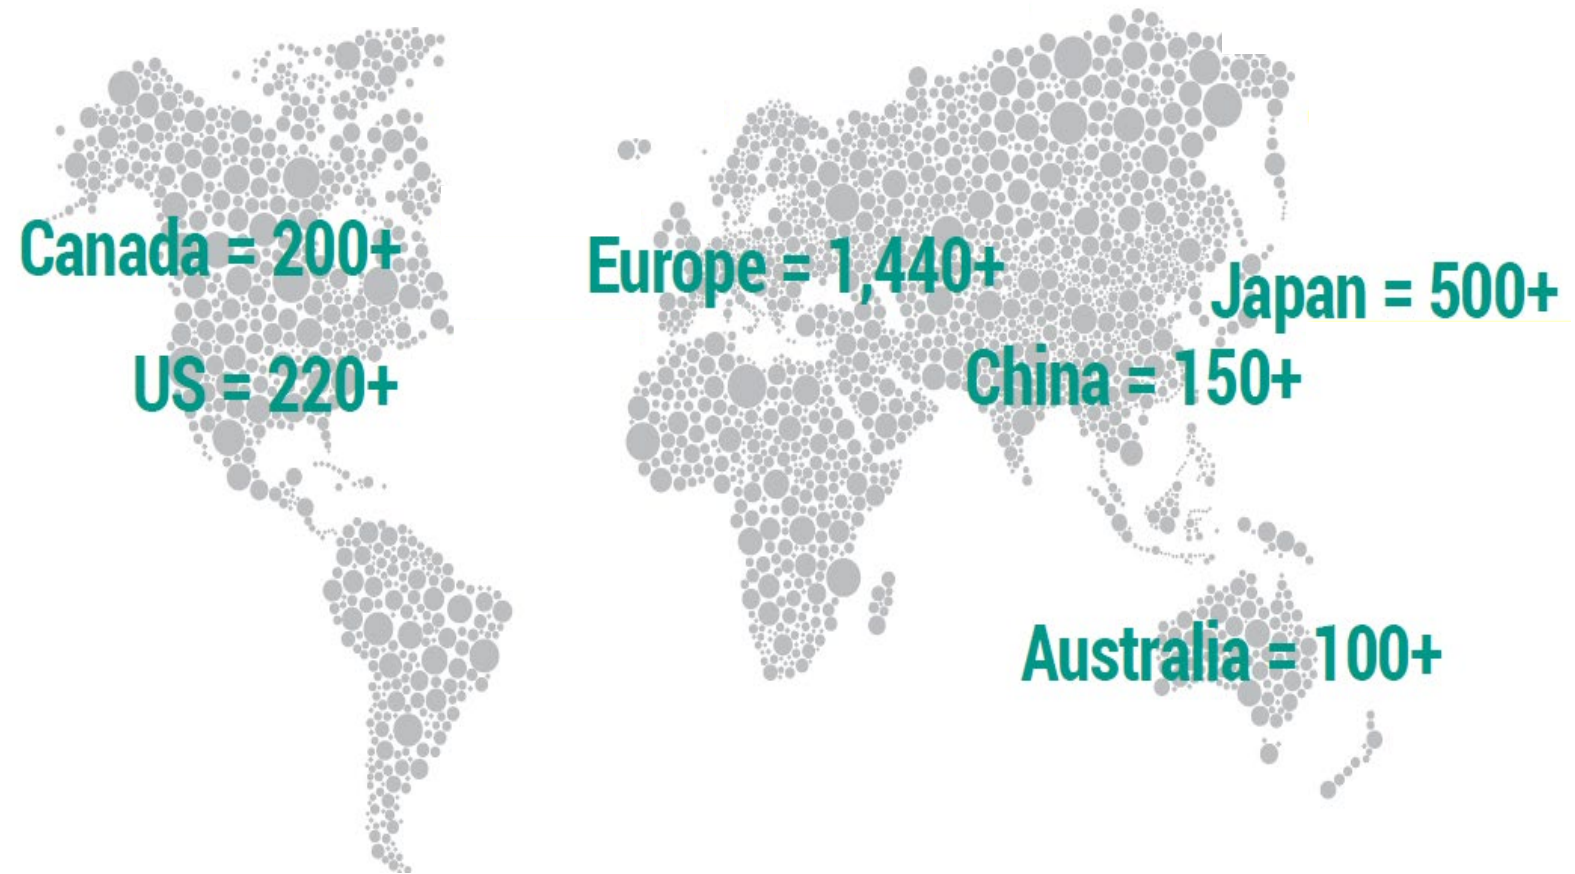 Canada = 200+
Europe = 1,440+
Japan = 500+
US = 220+
China = 150+
Australia = 100+